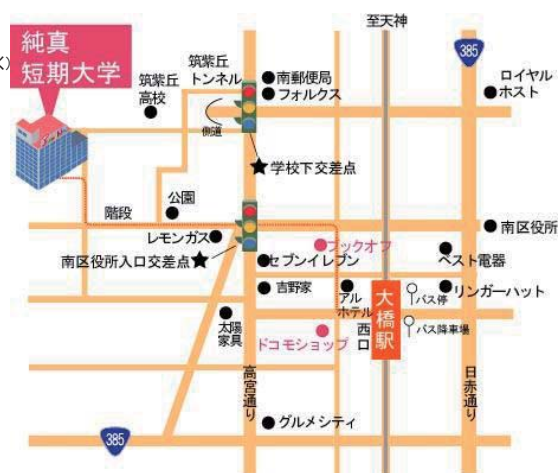 至天神
385
純真
短期大学
ロイヤル
ホスト
筑紫丘
トンネル
南郵便局
フォルクス
筑紫丘
高校
側道
学校下交差点
公園
階段
南区役所
レモンガス
ブックオフ
南区役所入口交差点
セブンイレブン
ベスト電器
吉野家
アル
ホテル
大橋駅
バス停
リンガーハット
西口
バス降車場
太陽
家具
ドコモショップ
高宮通り
日赤通り
グルメシティ
385